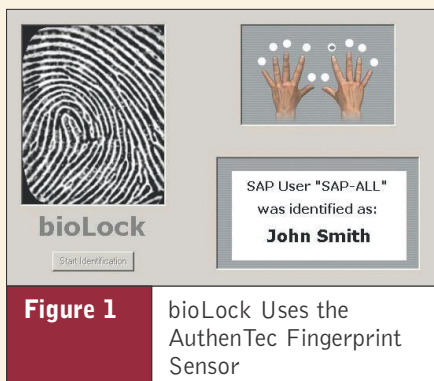 bioLock
Start Identification
SAP User "SAP-ALL"
was identified as:
John Smith
Figure 1
bioLock Uses the
AuthenTec Fingerprint
Sensor